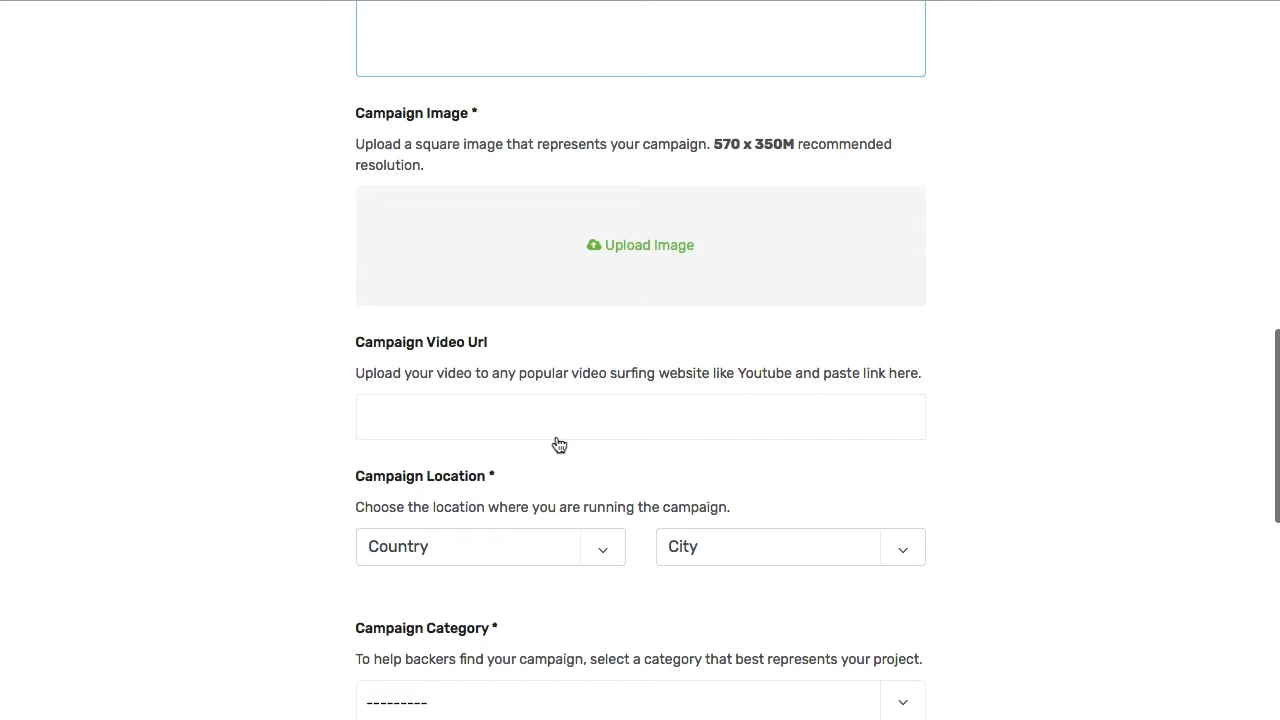 Campaign Image *
Upload a square image that represents your campaign. 570 x 350M recommended
resolution.
Upload Image
Campaign Video Url
Upload your video to any popular video surfing website like Youtube and paste link here.
Campaign Location *
Choose the location where you are running the campaign.
Country City
Campaign Category *
To help backers find your campaign, select a category that best represents your project.
---------